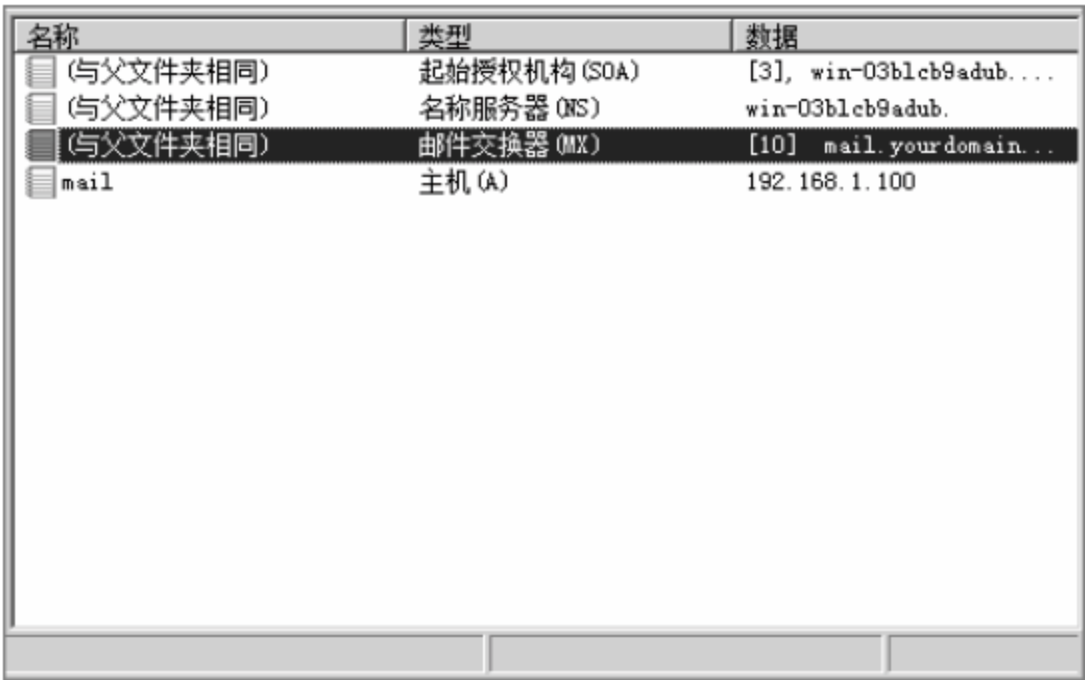 名称 类型 数据
(与父文件夹相同) 起始授权机构(SOA) [3], win-03blcb9adub....
(与父文件夹相同) 名称服务器(NS) win-03blcb9adub.
(与父文件夹相同) 邮件交换器(MX) [10] mail.yourdomain...
mail 主机(A) 192.168.1.100